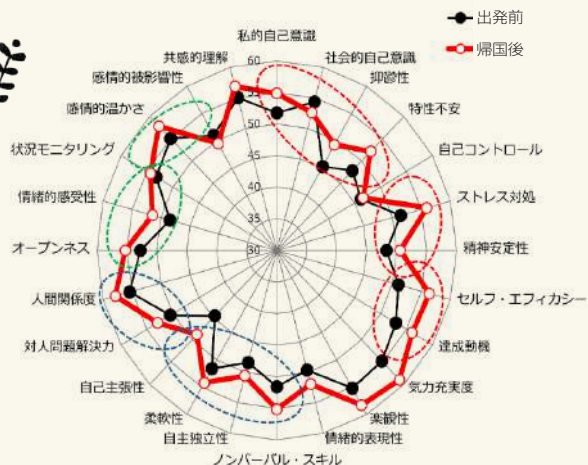 出発前
帰国後
私的自己意識
社会的自己意識
抑鬱性
特性不安
自己コントロール
ストレス対処
精神安定性
セルフ・エフィカシー
達成動機
気力充実度
楽観性
情緒的表現性
ノンバーバル・スキル
自主独立性
柔軟性
自己主張性
対人問題解決力
人間関係度
オープンネス
情緒的感受性
状況モニタリング
感情的温かさ
感情的被影響性
共感的理解
60
55
50
45
40
35
30